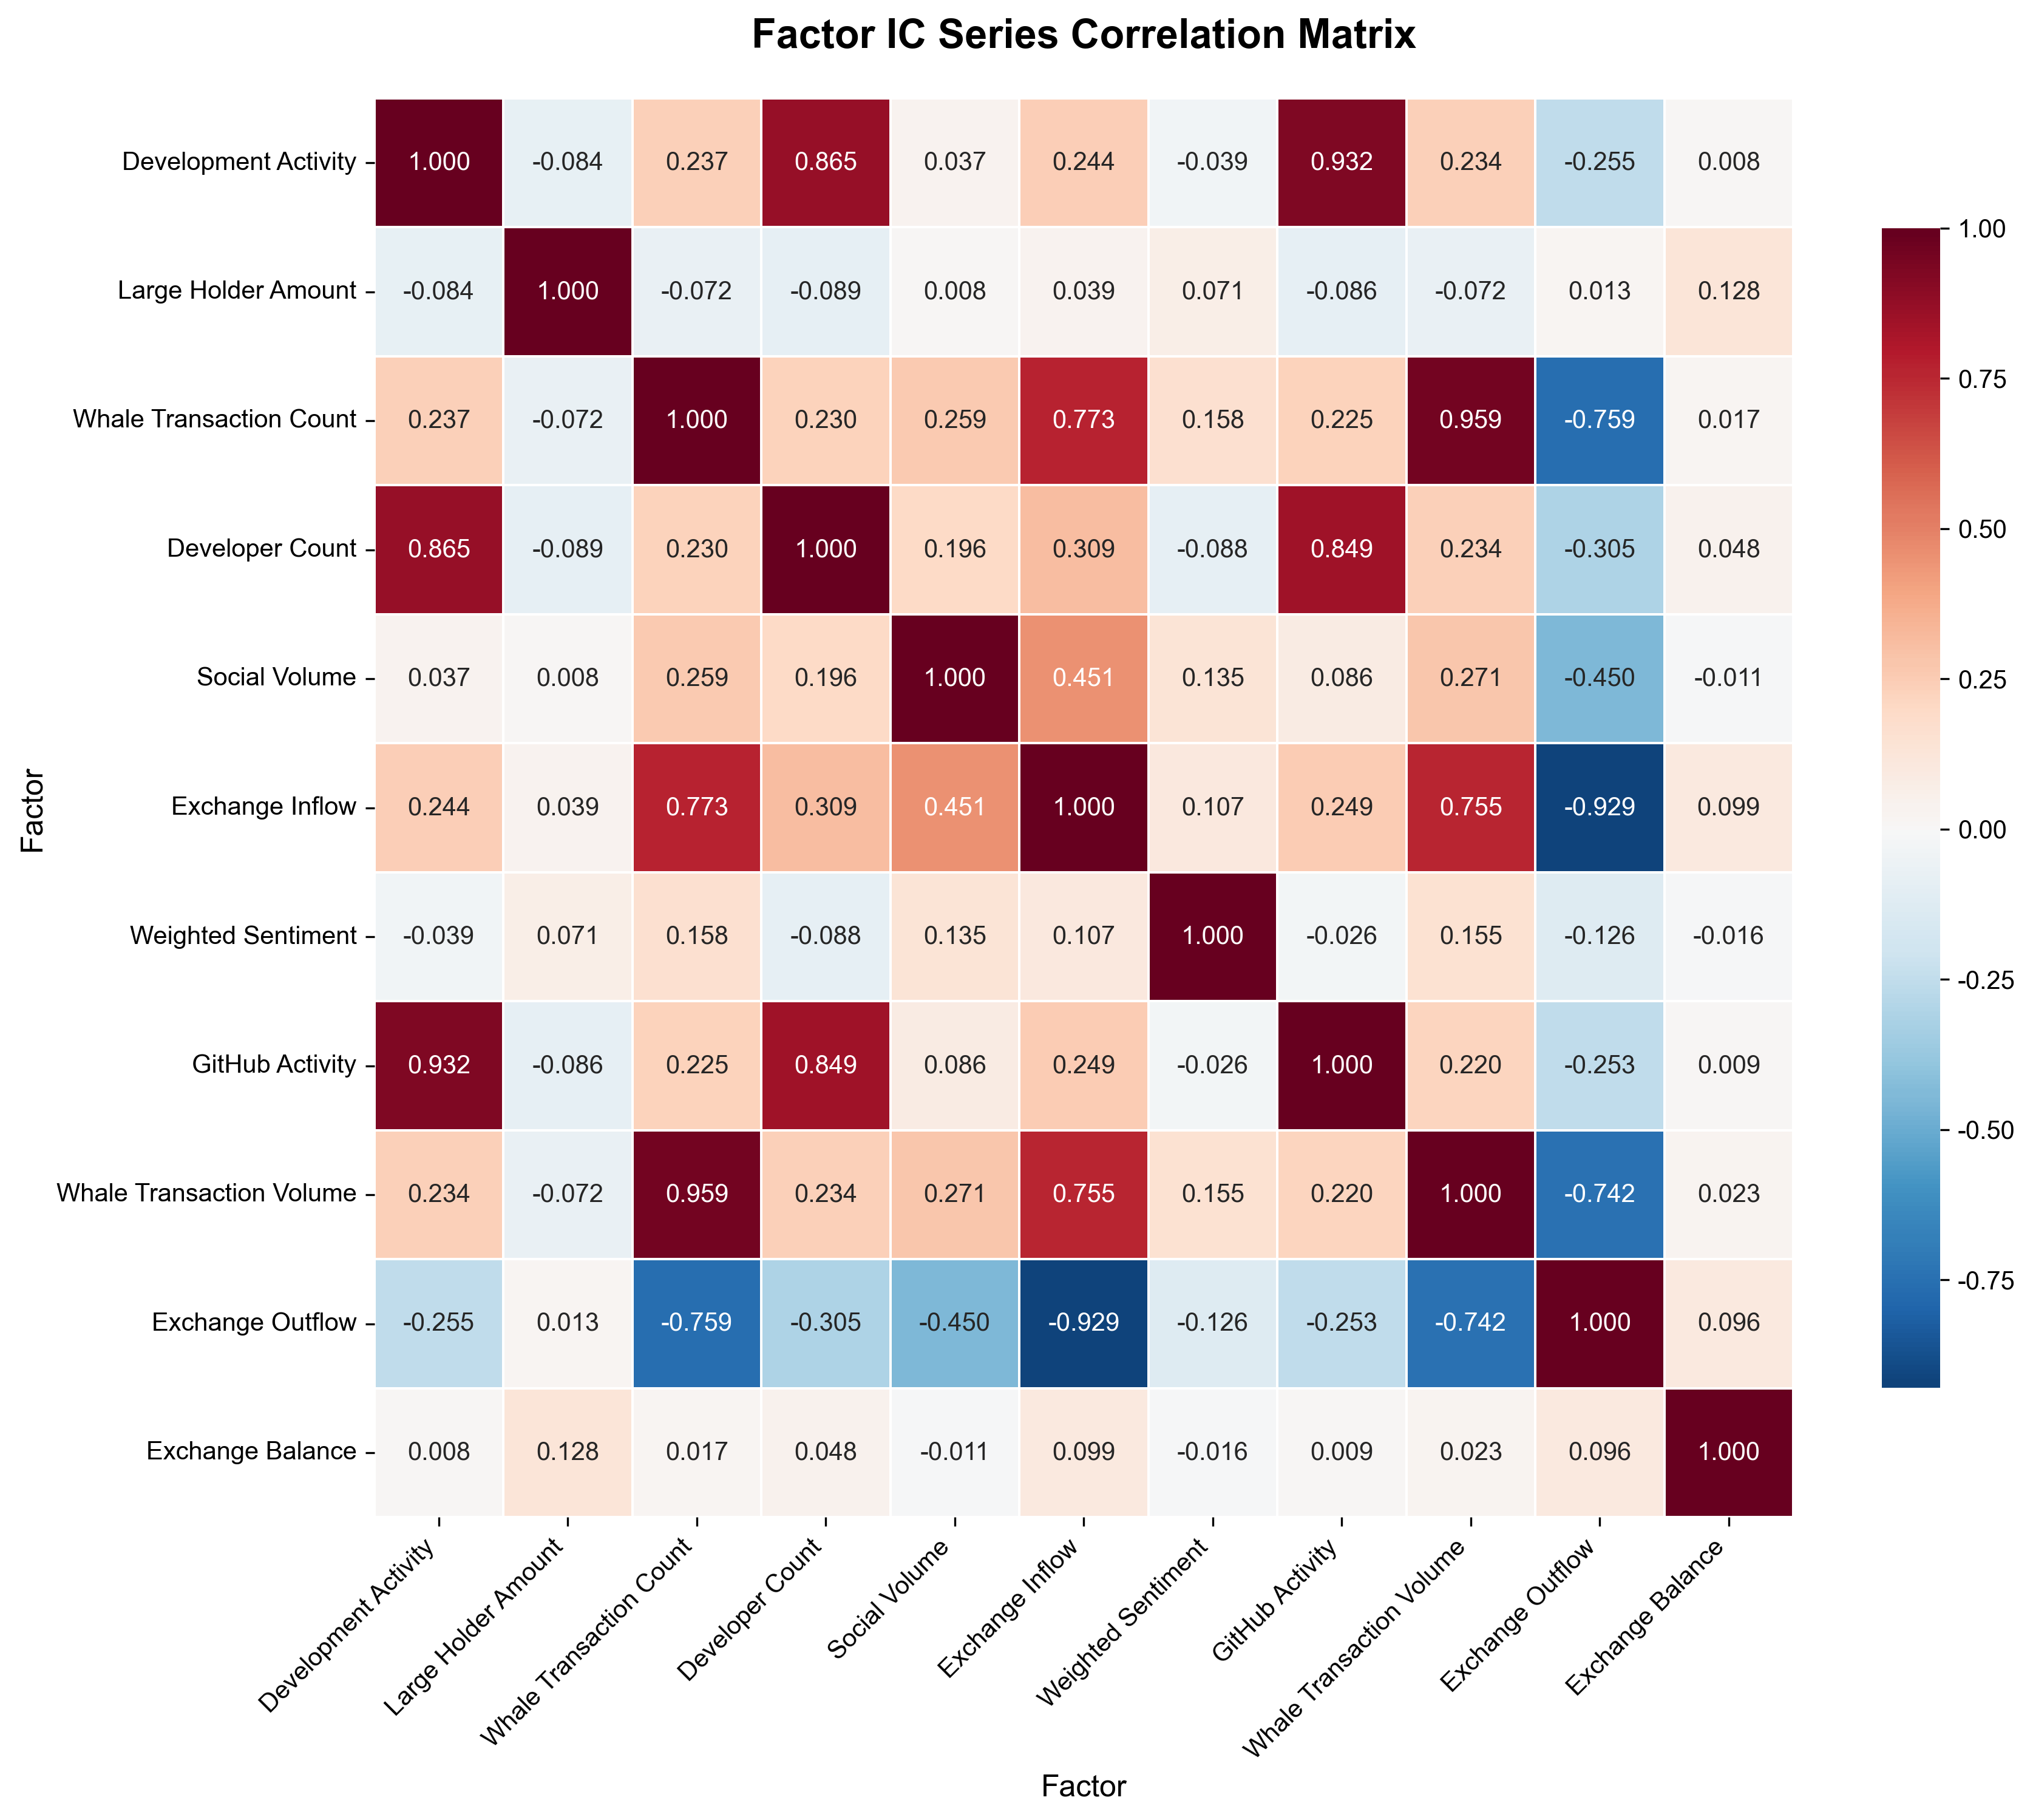 Factor IC Series Correlation Matrix
Development Activity 1.000 -0.084 0.237 0.865 0.037 0.244 -0.039 0.932 0.234 -0.255 0.008
Large Holder Amount -0.084 1.000 -0.072 -0.089 0.008 0.039 0.071 -0.086 -0.072 0.013 0.128
Whale Transaction Count 0.237 -0.072 1.000 0.230 0.259 0.773 0.158 0.225 0.959 -0.759 0.017
Developer Count 0.865 -0.089 0.230 1.000 0.196 0.309 -0.088 0.849 0.234 -0.305 0.048
Social Volume 0.037 0.008 0.259 0.196 1.000 0.451 0.135 0.086 0.271 -0.450 -0.011
Exchange Inflow 0.244 0.039 0.773 0.309 0.451 1.000 0.107 0.249 0.755 -0.929 0.099
Weighted Sentiment -0.039 0.071 0.158 -0.088 0.135 0.107 1.000 -0.026 0.155 -0.126 -0.016
GitHub Activity 0.932 -0.086 0.225 0.849 0.086 0.249 -0.026 1.000 0.220 -0.253 0.009
Whale Transaction Volume 0.234 -0.072 0.959 0.234 0.271 0.755 0.155 0.220 1.000 -0.742 0.023
Exchange Outflow -0.255 0.013 -0.759 -0.305 -0.450 -0.929 -0.126 -0.253 -0.742 1.000 0.096
Exchange Balance 0.008 0.128 0.017 0.048 -0.011 0.099 -0.016 0.009 0.023 0.096 1.000
Factor
Development Activity
Large Holder Amount
Whale Transaction Count
Developer Count
Social Volume
Exchange Inflow
Weighted Sentiment
GitHub Activity
Whale Transaction Volume
Exchange Outflow
Exchange Balance
Factor
1.00
0.75
0.50
0.25
0.00
-0.25
-0.50
-0.75